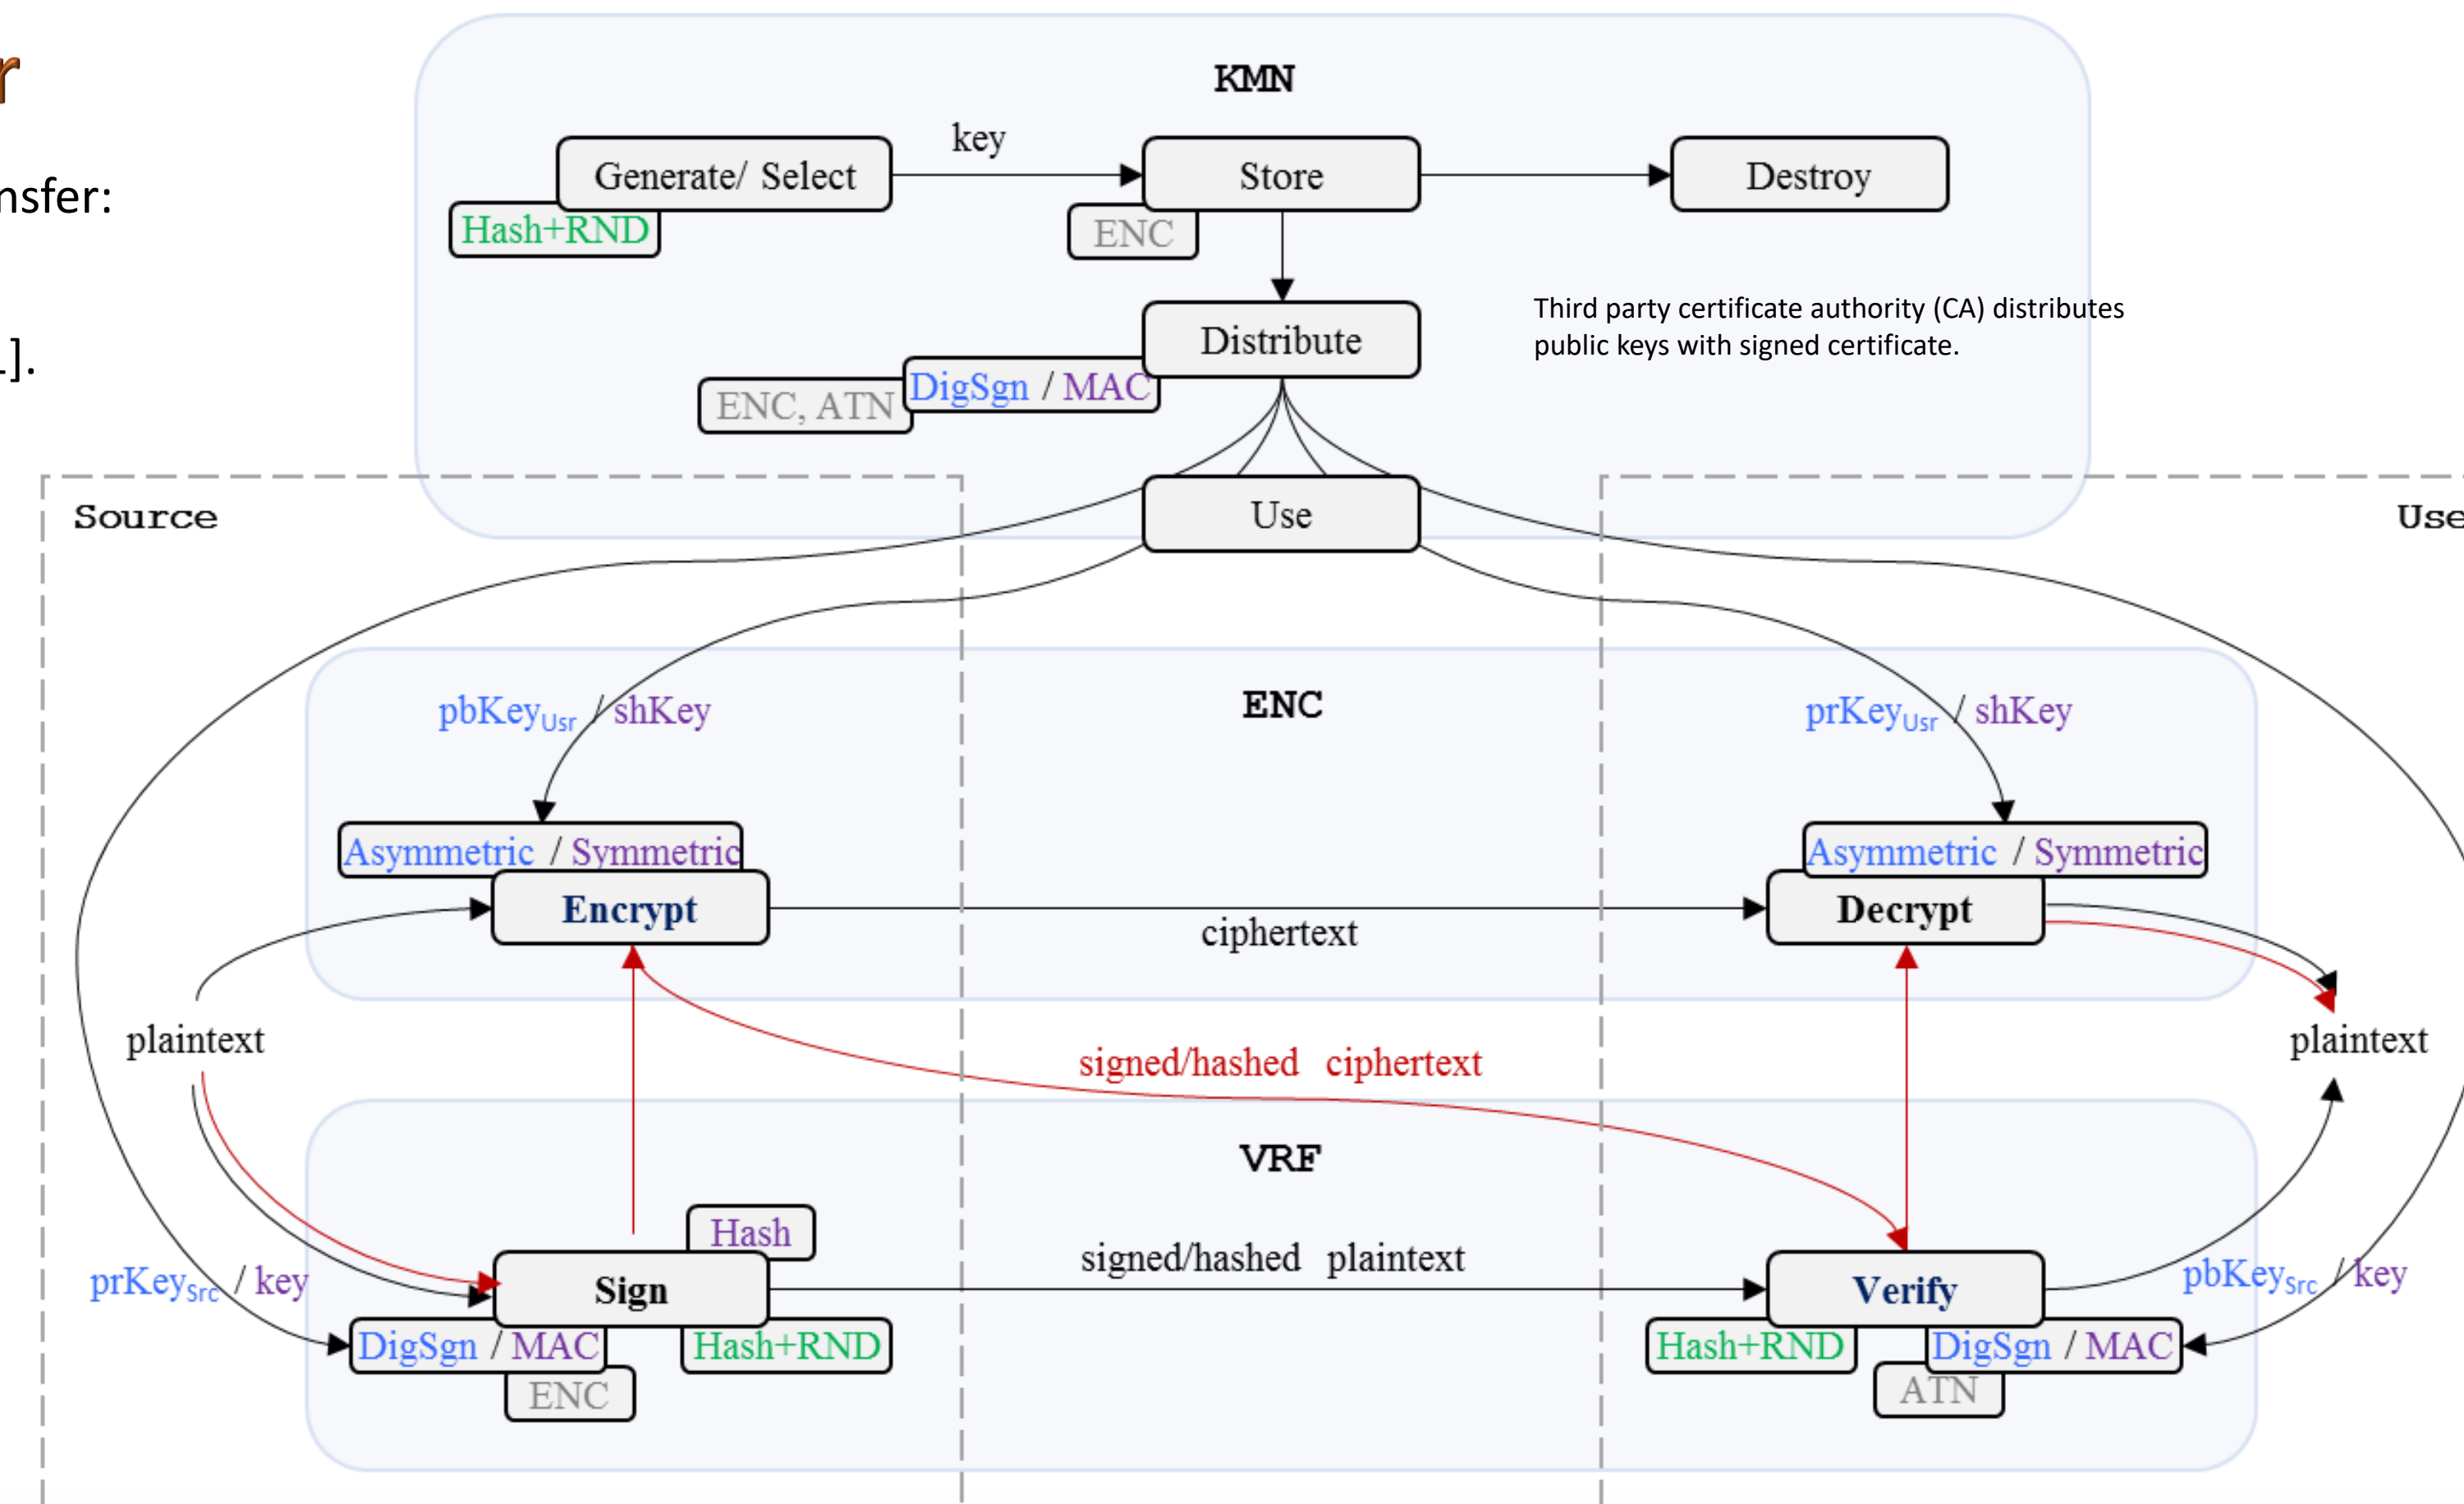 r
nsfer:
].
KMN
key
Generate/ Select
Store
Destroy
Hash+RND
ENC
Distribute
Third party certificate authority (CA) distributes
public keys with signed certificate.
DigSgn / MAC
ENC, ATN
Source
Use
Use
ENC
pbKeyUsr / shKey
prKeyUsr / shKey
Asymmetric / Symmetric
Asymmetric / Symmetric
Encrypt
Decrypt
ciphertext
plaintext
plaintext
signed/hashed ciphertext
VRF
Hash
signed/hashed plaintext
prKeySrc / key
Sign
Verify
pbKeySrc / key
DigSgn / MAC
Hash+RND
Hash+RND
DigSgn / MAC
ENC
ATN